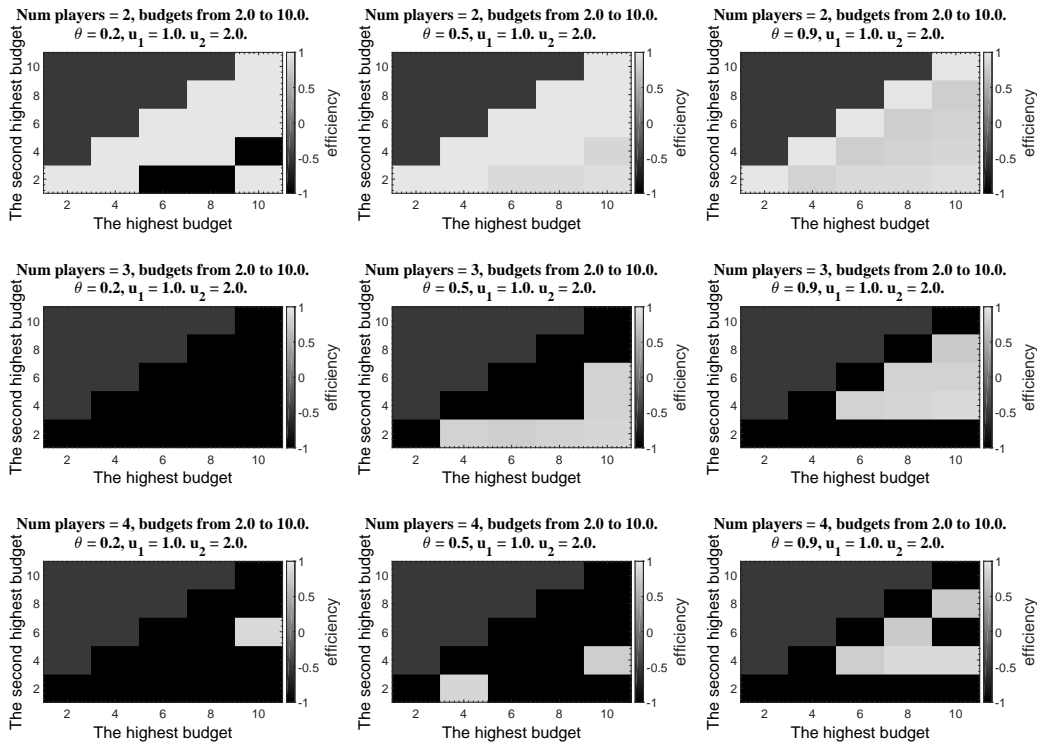 Num players = 2, budgets from 2.0 to 10.0.
θ = 0.2, u1 = 1.0. u2 = 2.0.
The second highest budget
10
8
6
4
2
2 4 6 8 10
The highest budget
1
0.5
0
-0.5
-1
efficiency
Num players = 2, budgets from 2.0 to 10.0.
θ = 0.5, u1 = 1.0. u2 = 2.0.
The second highest budget
10
8
6
4
2
2 4 6 8 10
The highest budget
1
0.5
0
-0.5
-1
efficiency
Num players = 2, budgets from 2.0 to 10.0.
θ = 0.9, u1 = 1.0. u2 = 2.0.
The second highest budget
10
8
6
4
2
2 4 6 8 10
The highest budget
1
0.5
0
-0.5
-1
efficiency
Num players = 3, budgets from 2.0 to 10.0.
θ = 0.2, u1 = 1.0. u2 = 2.0.
The second highest budget
10
8
6
4
2
2 4 6 8 10
The highest budget
1
0.5
0
-0.5
-1
efficiency
Num players = 3, budgets from 2.0 to 10.0.
θ = 0.5, u1 = 1.0. u2 = 2.0.
The second highest budget
10
8
6
4
2
2 4 6 8 10
The highest budget
1
0.5
0
-0.5
-1
efficiency
Num players = 3, budgets from 2.0 to 10.0.
θ = 0.9, u1 = 1.0. u2 = 2.0.
The second highest budget
10
8
6
4
2
2 4 6 8 10
The highest budget
1
0.5
0
-0.5
-1
efficiency
Num players = 4, budgets from 2.0 to 10.0.
θ = 0.2, u1 = 1.0. u2 = 2.0.
The second highest budget
10
8
6
4
2
2 4 6 8 10
The highest budget
1
0.5
0
-0.5
-1
efficiency
Num players = 4, budgets from 2.0 to 10.0.
θ = 0.5, u1 = 1.0. u2 = 2.0.
The second highest budget
10
8
6
4
2
2 4 6 8 10
The highest budget
1
0.5
0
-0.5
-1
efficiency
Num players = 4, budgets from 2.0 to 10.0.
θ = 0.9, u1 = 1.0. u2 = 2.0.
The second highest budget
10
8
6
4
2
2 4 6 8 10
The highest budget
1
0.5
0
-0.5
-1
efficiency